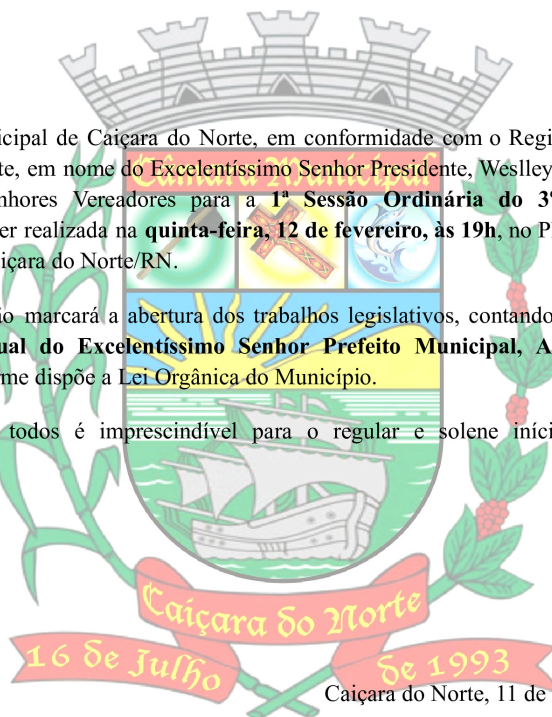 icipal de Caiçara do Norte, em conformidade com o Regi
te, em nome do Excelentíssimo Senhor Presidente, Weslley
Câmara Municipal
nhores Vereadores para a 1ª Sessão Ordinária do 3º
er realizada na quinta-feira, 12 de fevereiro, às 19h, no P
içara do Norte/RN.
ão marcará a abertura dos trabalhos legislativos, contando
ual do Excelentíssimo Senhor Prefeito Municipal, A
rme dispõe a Lei Orgânica do Município.
todos é imprescindível para o regular e solene iníci
Caiçara do Norte
16 de Julho de 1993
Caiçara do Norte, 11 de